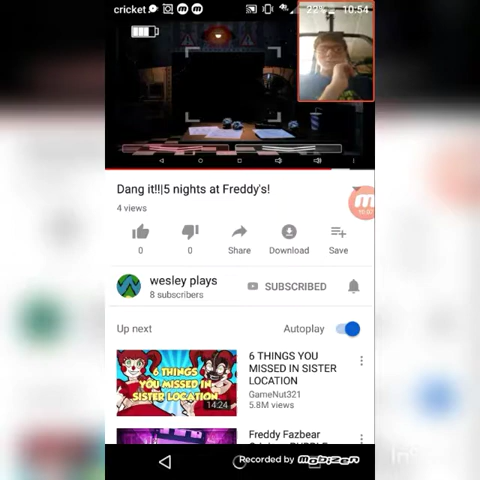 cricket
22%
10:54
Dang it!!|5 nights at Freddy's!
4 views
0
0
Share
Download
Save
wesley plays
8 subscribers
SUBSCRIBED
Up next
Autoplay
6 THINGS
YOU MISSED IN
SISTER LOCATION
14:24
6 THINGS YOU
MISSED IN SISTER
LOCATION
GameNut321
5.8M views
Freddy Fazbear
Recorded by mobizen